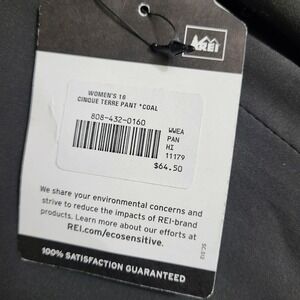 REI
WOMEN'S 16
CINQUE TERRE PANT *COAL
808-432-0160
WWEA
PAN
HI
11179
$64.50
We share your environmental concerns and
strive to reduce the impacts of REI-brand
products. Learn more about our efforts at
REI.com/ecosensitive.
100% SATISFACTION GUARANTEED